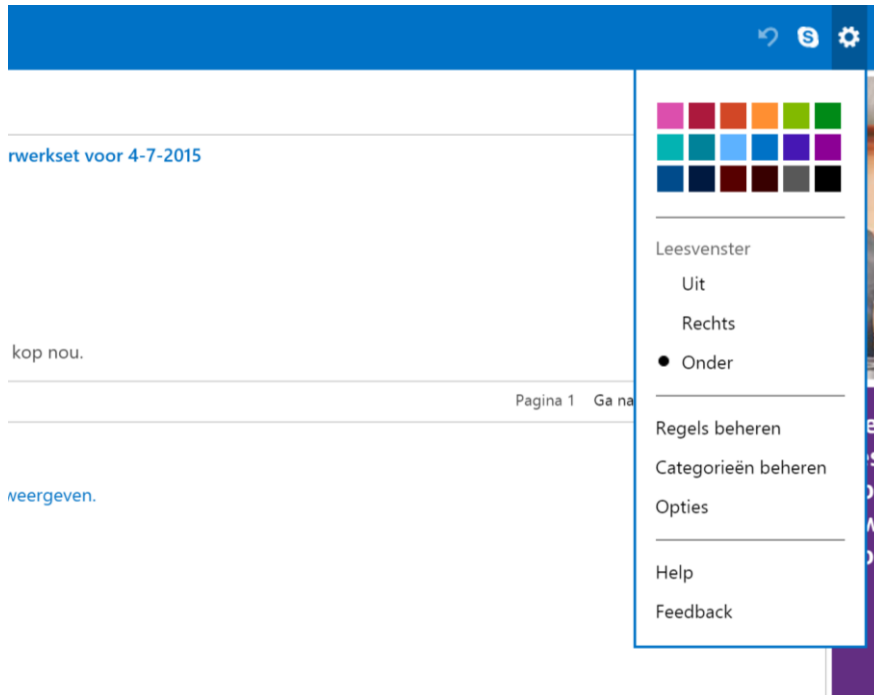 rwerkset voor 4-7-2015
Leesvenster
Uit
Rechts
kop nou.
Onder
Pagina 1 Ga na
Regels beheren
Categorieën beheren
weergeven.
Opties
Help
Feedback